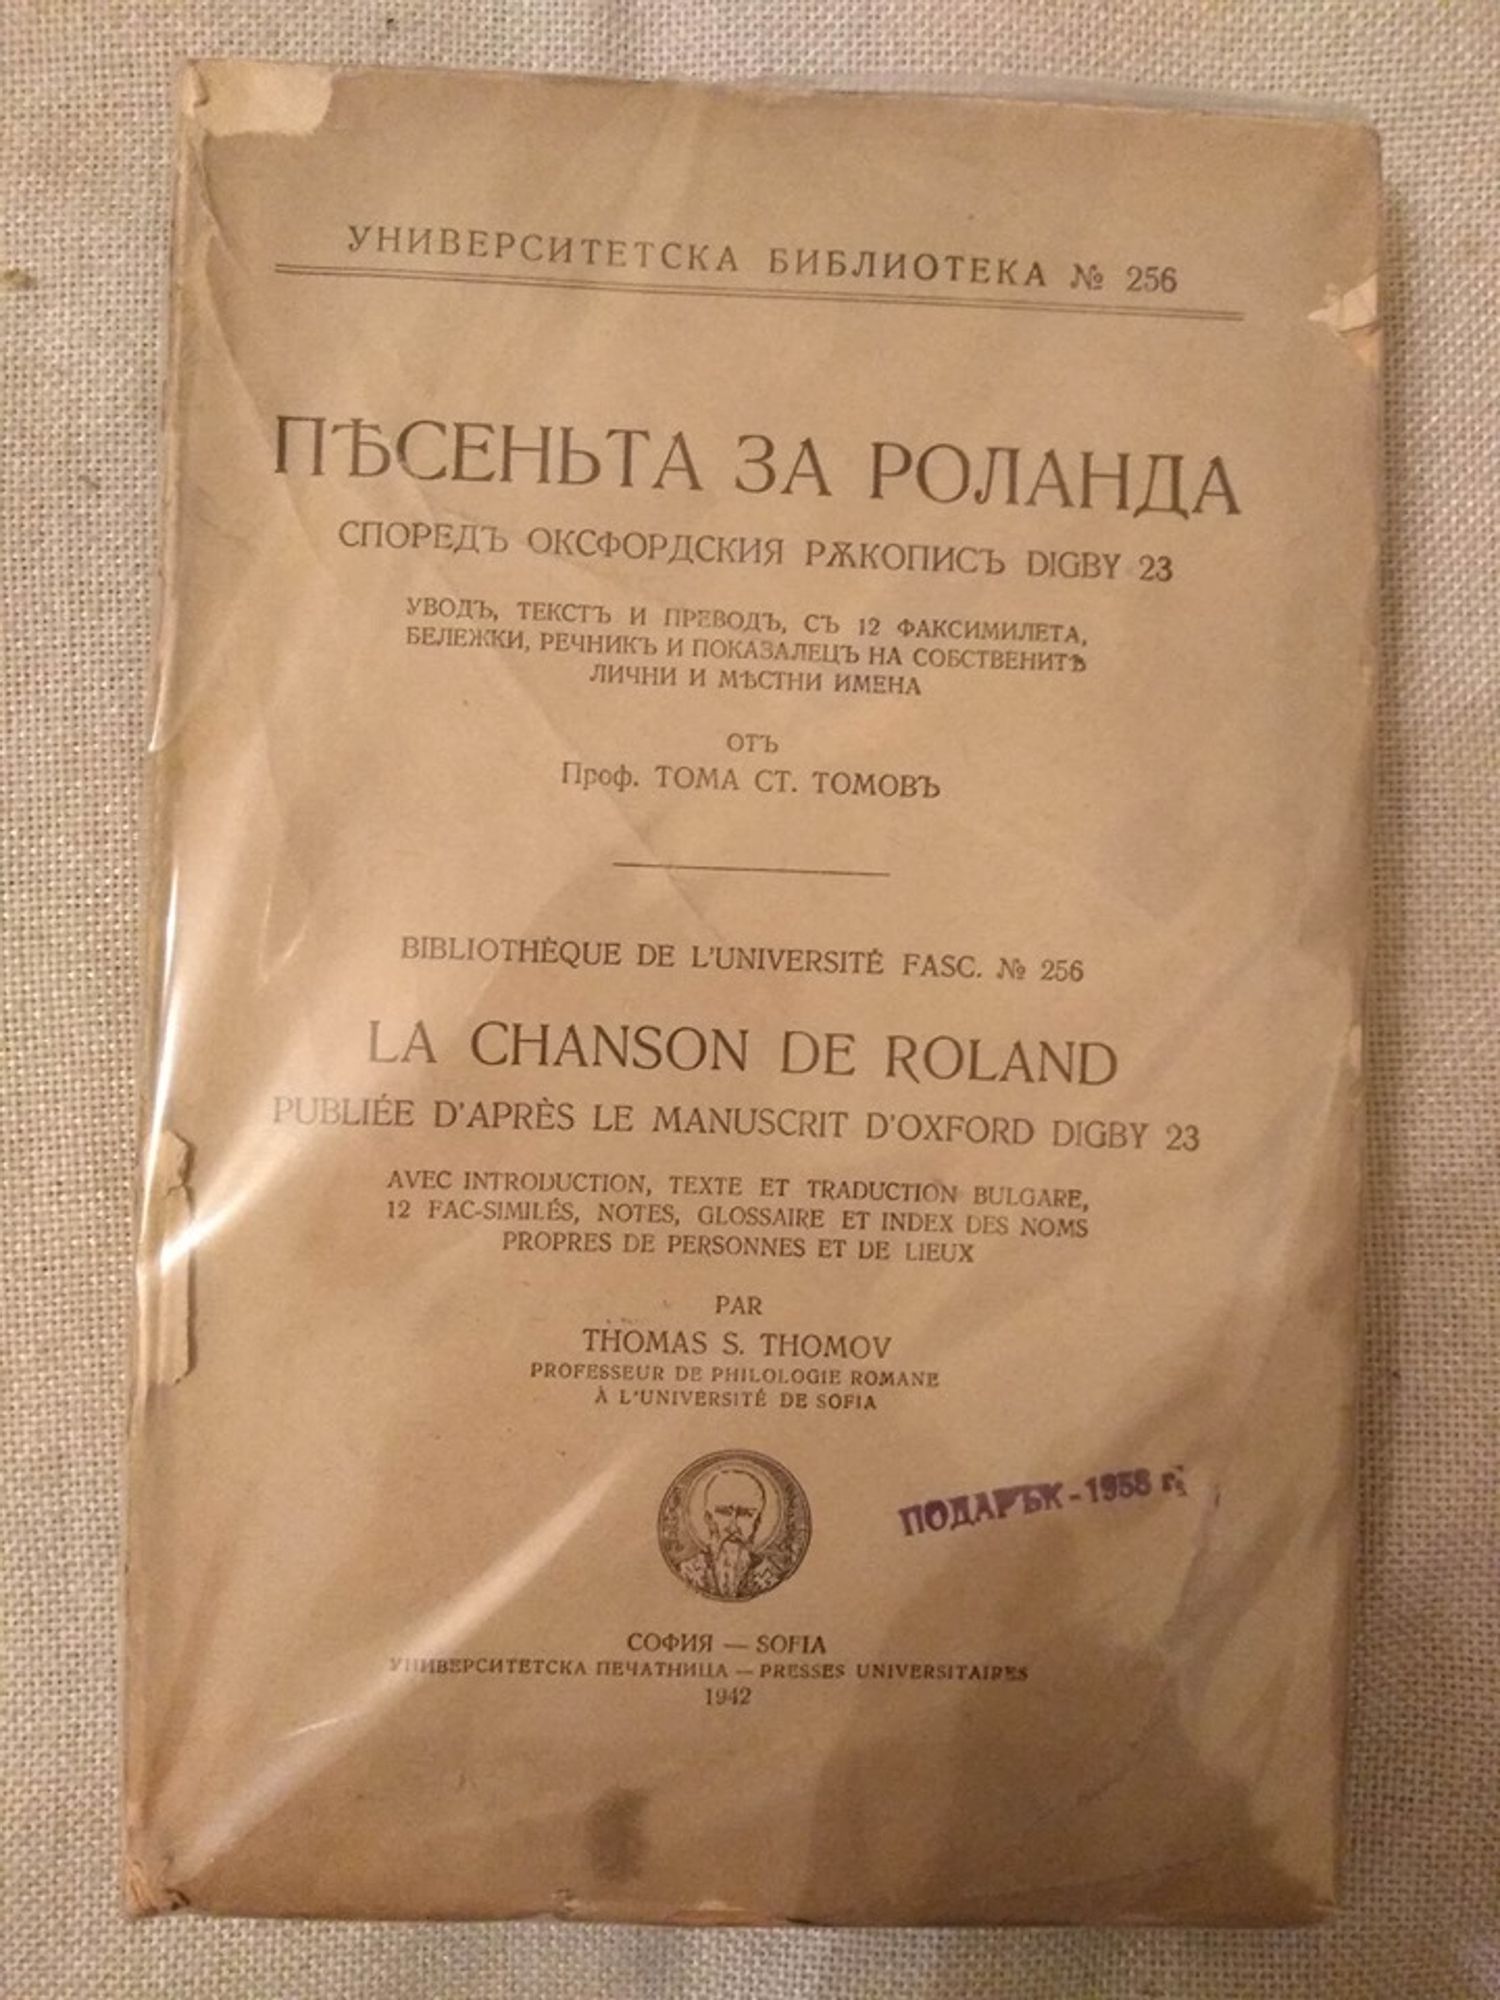 УНИВЕРСИТЕТСКА БИБЛИОТЕКА № 256
ПѢСЕНЬТА ЗА РОЛАНДА
СПОРЕДЪ ОКСФОРДСКИЯ РѪКОПИСЪ DIGBY 23
УВОДЪ, ТЕКСТЪ И ПРЕВОДЪ, СЪ 12 ФАКСИМИЛЕТА,
БЕЛЕЖКИ, РЕЧНИКЪ И ПОКАЗАЛЕЦЪ НА СОБСТВЕНИТѢ
ЛИЧНИ И МѢСТНИ ИМЕНА
ОТЪ
Проф. ТОМА СТ. ТОМОВЪ
BIBLIOTHÈQUE DE L'UNIVERSITÉ FASC. № 256
LA CHANSON DE ROLAND
PUBLIÉE D'APRÈS LE MANUSCRIT D'OXFORD DIGBY 23
AVEC INTRODUCTION, TEXTE ET TRADUCTION BULGARE,
12 FAC-SIMILÉS, NOTES, GLOSSAIRE ET INDEX DES NOMS
PROPRES DE PERSONNES ET DE LIEUX
PAR
THOMAS S. THOMOV
PROFESSEUR DE PHILOLOGIE ROMANE
À L'UNIVERSITÉ DE SOFIA
ПОДАРЪК - 1958 г.
СОФИЯ — SOFIA
УНИВЕРСИТЕТСКА ПЕЧАТНИЦА — PRESSES UNIVERSITAIRES
1942